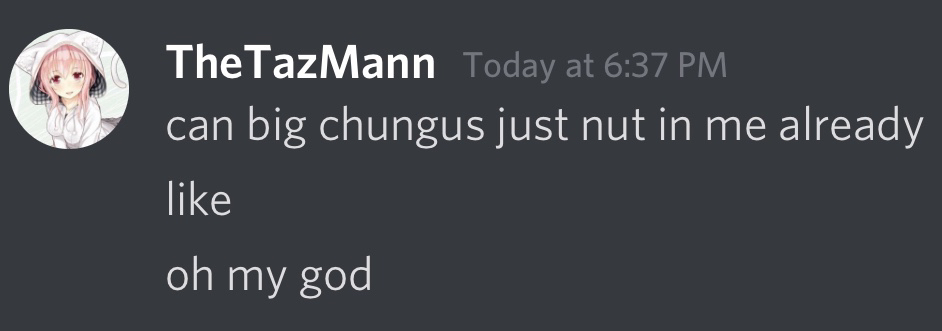 TheTazMann Today at 6:37 PM
can big chungus just nut in me already
like
oh my god